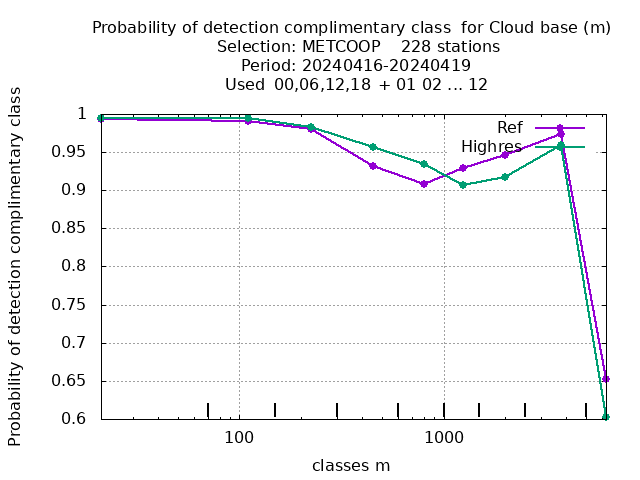 Probability of detection complimentary class  for Cloud base (m)
Selection: METCOOP    228 stations
Period: 20240416-20240419
Used  00,06,12,18 + 01 02 ... 12
Probability of detection complimentary class
1
0.95
0.9
0.85
0.8
0.75
0.7
0.65
0.6
Ref
Highres
100
1000
classes m